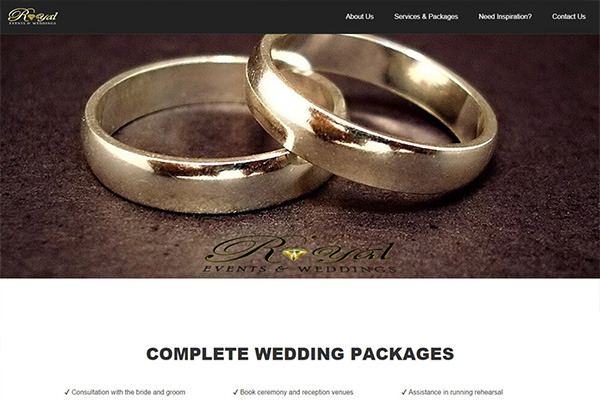 Royal
EVENTS & WEDDINGS
About Us Services & Packages Need Inspiration? Contact Us
Royal
EVENTS & WEDDINGS
COMPLETE WEDDING PACKAGES
✓ Consultation with the bride and groom ✓ Book ceremony and reception venues ✓ Assistance in running rehearsal